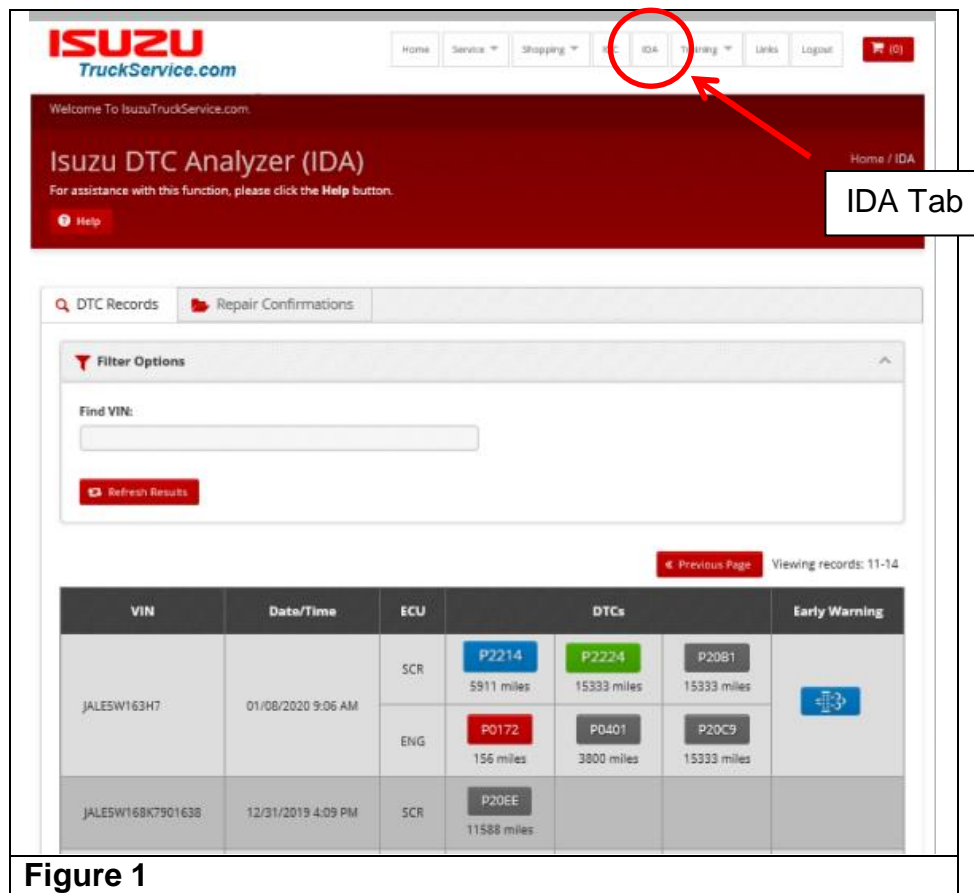 ISUZU
TruckService.com
Home Service Shopping IDA Training Links Logout (0)
Welcome To IsuzuTruckService.com.
Isuzu DTC Analyzer (IDA)
Home / IDA
For assistance with this function, please click the Help button.
Help
IDA Tab
DTC Records Repair Confirmations
Filter Options
Find VIN:
Refresh Results
Previous Page Viewing records: 11-14
VIN Date/Time ECU DTCs Early Warning
SCR P2214 P2224 P20B1
5911 miles 15333 miles 15333 miles
JALE5W163H7 01/08/2020 9:06 AM
ENG P0172 P0401 P20C9
156 miles 3800 miles 15333 miles
JALE5W168K7901638 12/31/2019 4:09 PM SCR P20EE
11588 miles
Figure 1